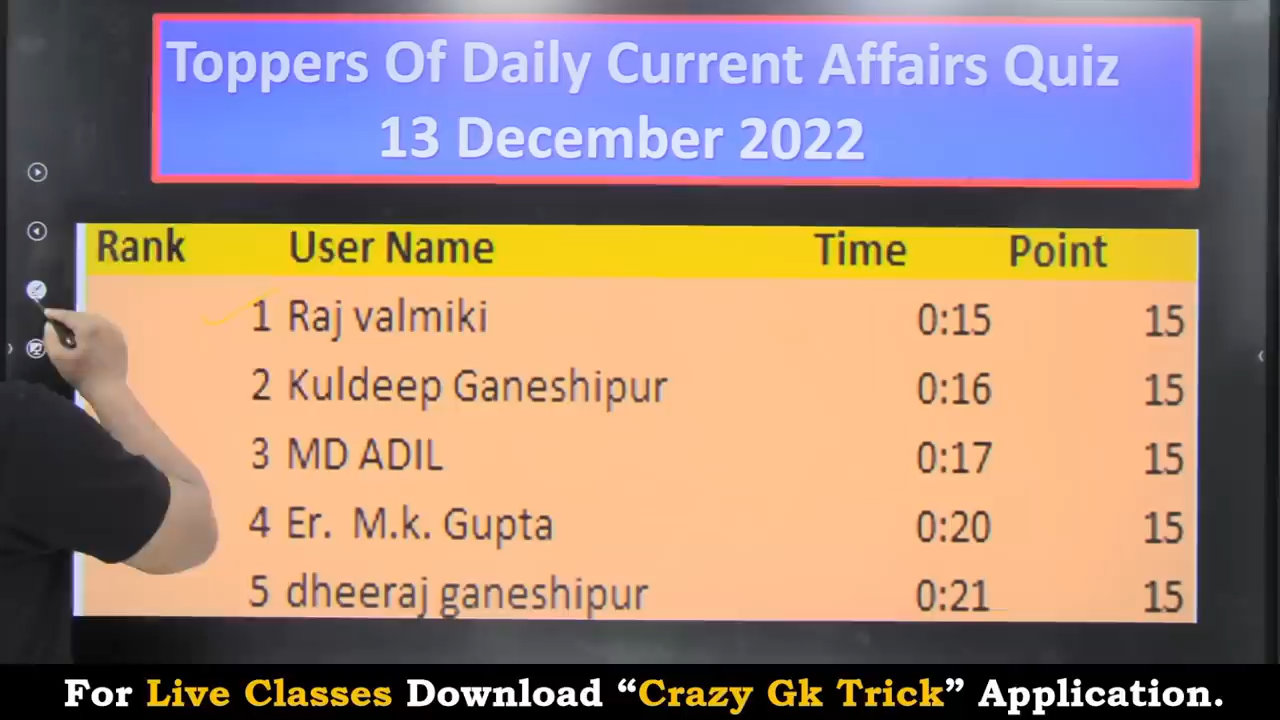 Toppers Of Daily Current Affairs Quiz
13 December 2022
Rank User Name Time Point
1 Raj valmiki 0:15 15
2 Kuldeep Ganeshipur 0:16 15
3 MD ADIL 0:17 15
4 Er. M.k. Gupta 0:20 15
5 dheeraj ganeshipur 0:21 15
For Live Classes Download “Crazy Gk Trick” Application.